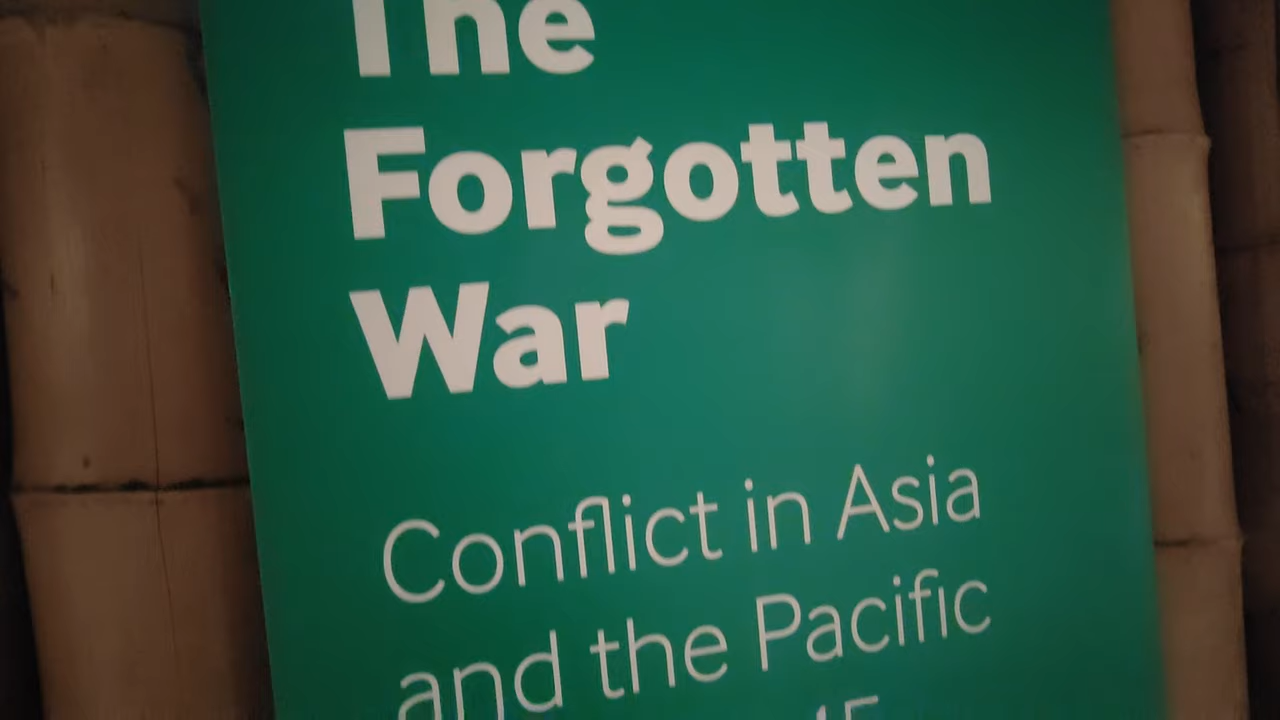 The
Forgotten
War
Conflict in Asia
and the Pacific